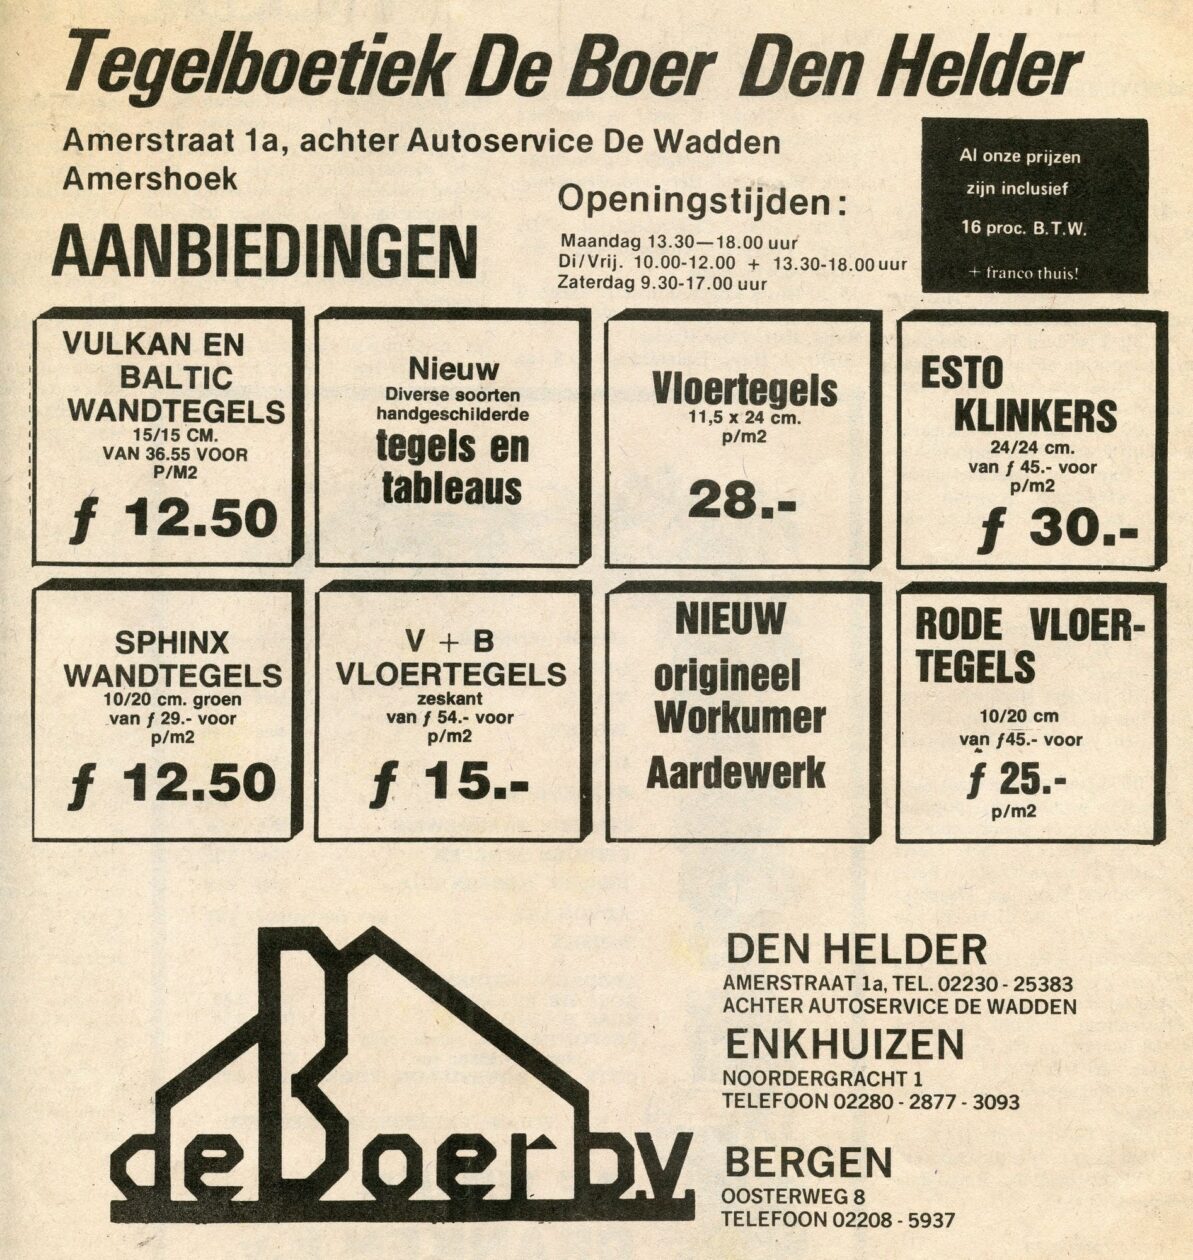 Tegelboetiek De Boer Den Helder
Amerstraat 1a, achter Autoservice De Wadden
Amershoek
AANBIEDINGEN
Openingstijden:
Maandag 13.30—18.00 uur
Di/Vrij. 10.00-12.00 + 13.30-18.00 uur
Zaterdag 9.30-17.00 uur
Al onze prijzen
zijn inclusief
16 proc. B.T.W.
+ franco thuis!
VULKAN EN
BALTIC
WANDTEGELS
15/15 CM.
VAN 36.55 VOOR
P/M2
ƒ 12.50
Nieuw
Diverse soorten
handgeschilderde
tegels en
tableaus
Vloertegels
11,5 x 24 cm.
p/m2
28.-
ESTO
KLINKERS
24/24 cm.
van ƒ 45.- voor
p/m2
ƒ 30.-
SPHINX
WANDTEGELS
10/20 cm. groen
van ƒ 29.- voor
p/m2
ƒ 12.50
V + B
VLOERTEGELS
zeskant
van ƒ 54.- voor
p/m2
ƒ 15.-
NIEUW
origineel
Workumer
Aardewerk
RODE VLOER-
TEGELS
10/20 cm
van ƒ45.- voor
ƒ 25.-
p/m2
de Boer b.v.
DEN HELDER
AMERSTRAAT 1a, TEL. 02230 - 25383
ACHTER AUTOSERVICE DE WADDEN
ENKHUIZEN
NOORDERGRACHT 1
TELEFOON 02280 - 2877 - 3093
BERGEN
OOSTERWEG 8
TELEFOON 02208 - 5937